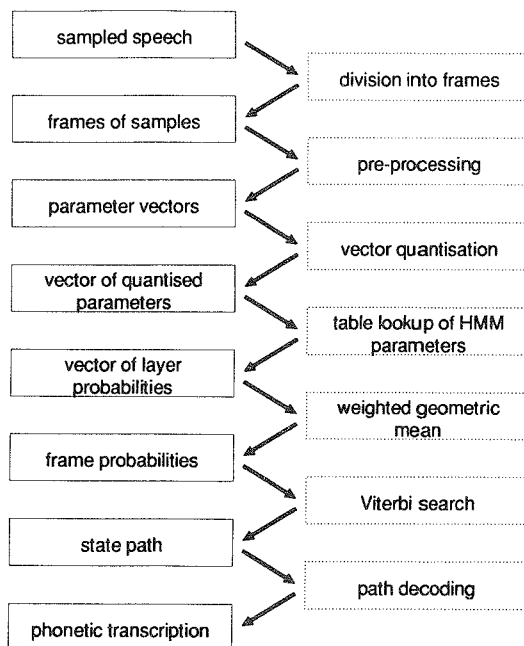 sampled speech
division into frames
frames of samples
pre-processing
parameter vectors
vector quantisation
vector of quantised
parameters
table lookup of HMM
parameters
vector of layer
probabilities
weighted geometric
mean
frame probabilities
Viterbi search
state path
path decoding
phonetic transcription